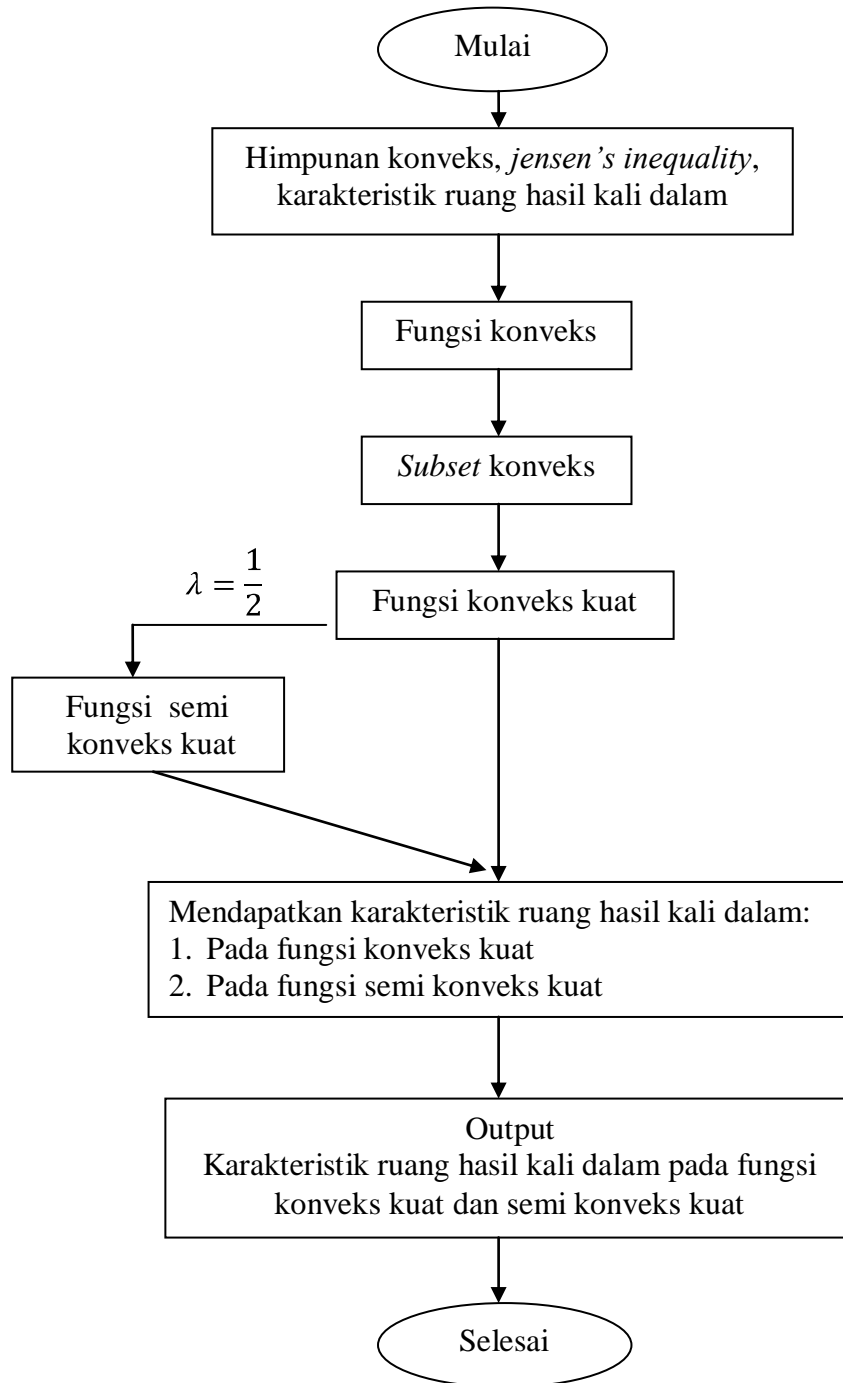 Mulai
Himpunan konveks, jensen's inequality,
karakteristik ruang hasil kali dalam
Fungsi konveks
Subset konveks
λ = 1/2
Fungsi konveks kuat
Fungsi semi
konveks kuat
Mendapatkan karakteristik ruang hasil kali dalam:
1. Pada fungsi konveks kuat
2. Pada fungsi semi konveks kuat
Output
Karakteristik ruang hasil kali dalam pada fungsi
konveks kuat dan semi konveks kuat
Selesai